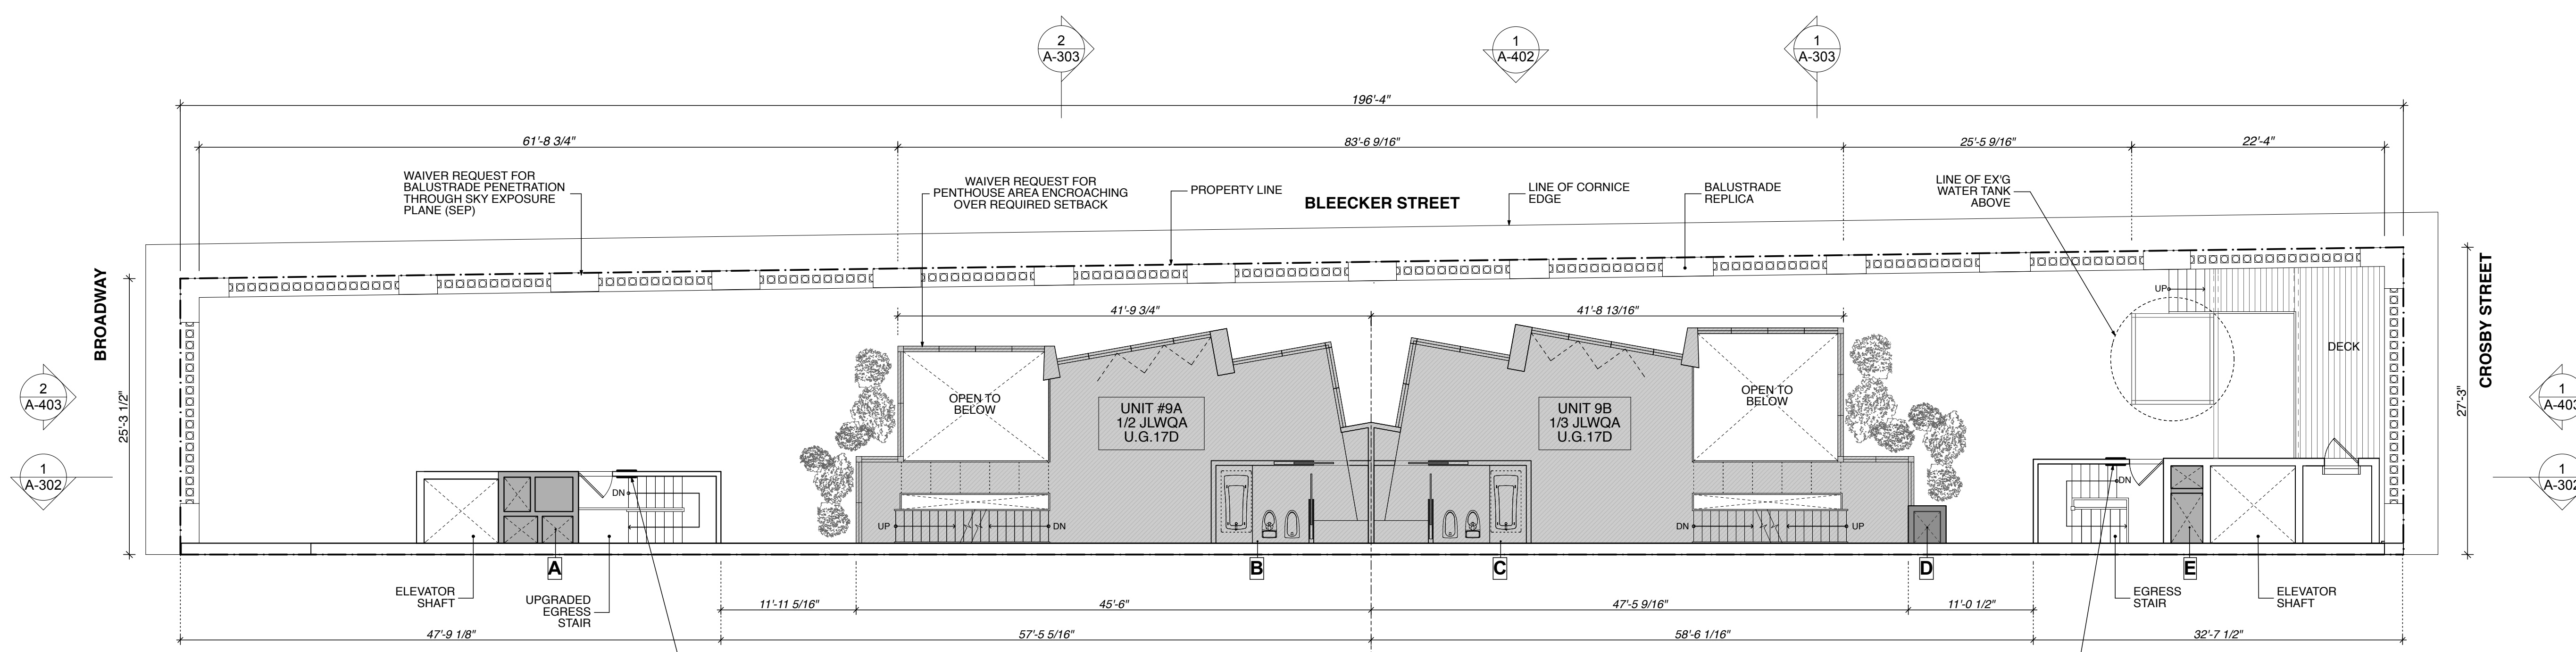 2
A-303
1
A-402
1
A-303
196'-4"
61'-8 3/4"
83'-6 9/16"
25'-5 9/16"
22'-4"
WAIVER REQUEST FOR
BALUSTRADE PENETRATION
THROUGH SKY EXPOSURE
PLANE (SEP)
WAIVER REQUEST FOR
PENTHOUSE AREA ENCROACHING
OVER REQUIRED SETBACK
PROPERTY LINE
BLEECKER STREET
LINE OF CORNICE
EDGE
BALUSTRADE
REPLICA
LINE OF EX'G
WATER TANK
ABOVE
BROADWAY
CROSBY STREET
UP
41'-9 3/4"
41'-8 13/16"
DECK
2
A-403
1
A-403
25'-3 1/2"
27'-3"
OPEN TO
BELOW
UNIT #9A
1/2 JLWQA
U.G.17D
UNIT 9B
1/3 JLWQA
U.G.17D
OPEN TO
BELOW
1
A-302
1
A-302
DN
UP
DN
DN
UP
DN
A
B
C
D
E
ELEVATOR
SHAFT
UPGRADED
EGRESS
STAIR
EGRESS
STAIR
ELEVATOR
SHAFT
11'-11 5/16"
45'-6"
47'-5 9/16"
11'-0 1/2"
47'-9 1/8"
57'-5 5/16"
58'-6 1/16"
32'-7 1/2"